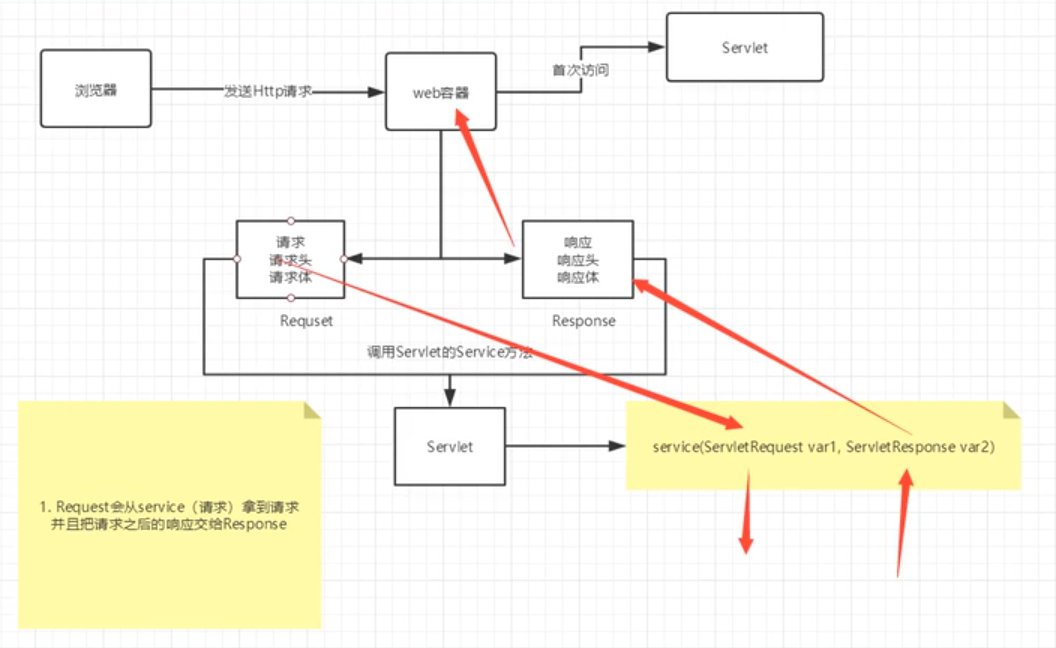 Servlet
浏览器
发送Http请求
web容器
首次访问
请求
请求头
请求体
响应
响应头
响应体
Requset
Response
调用Servlet的Service方法
Servlet
service(ServletRequest var1, ServletResponse var2)
1. Request会从service（请求）拿到请求
并且把请求之后的响应交给Response